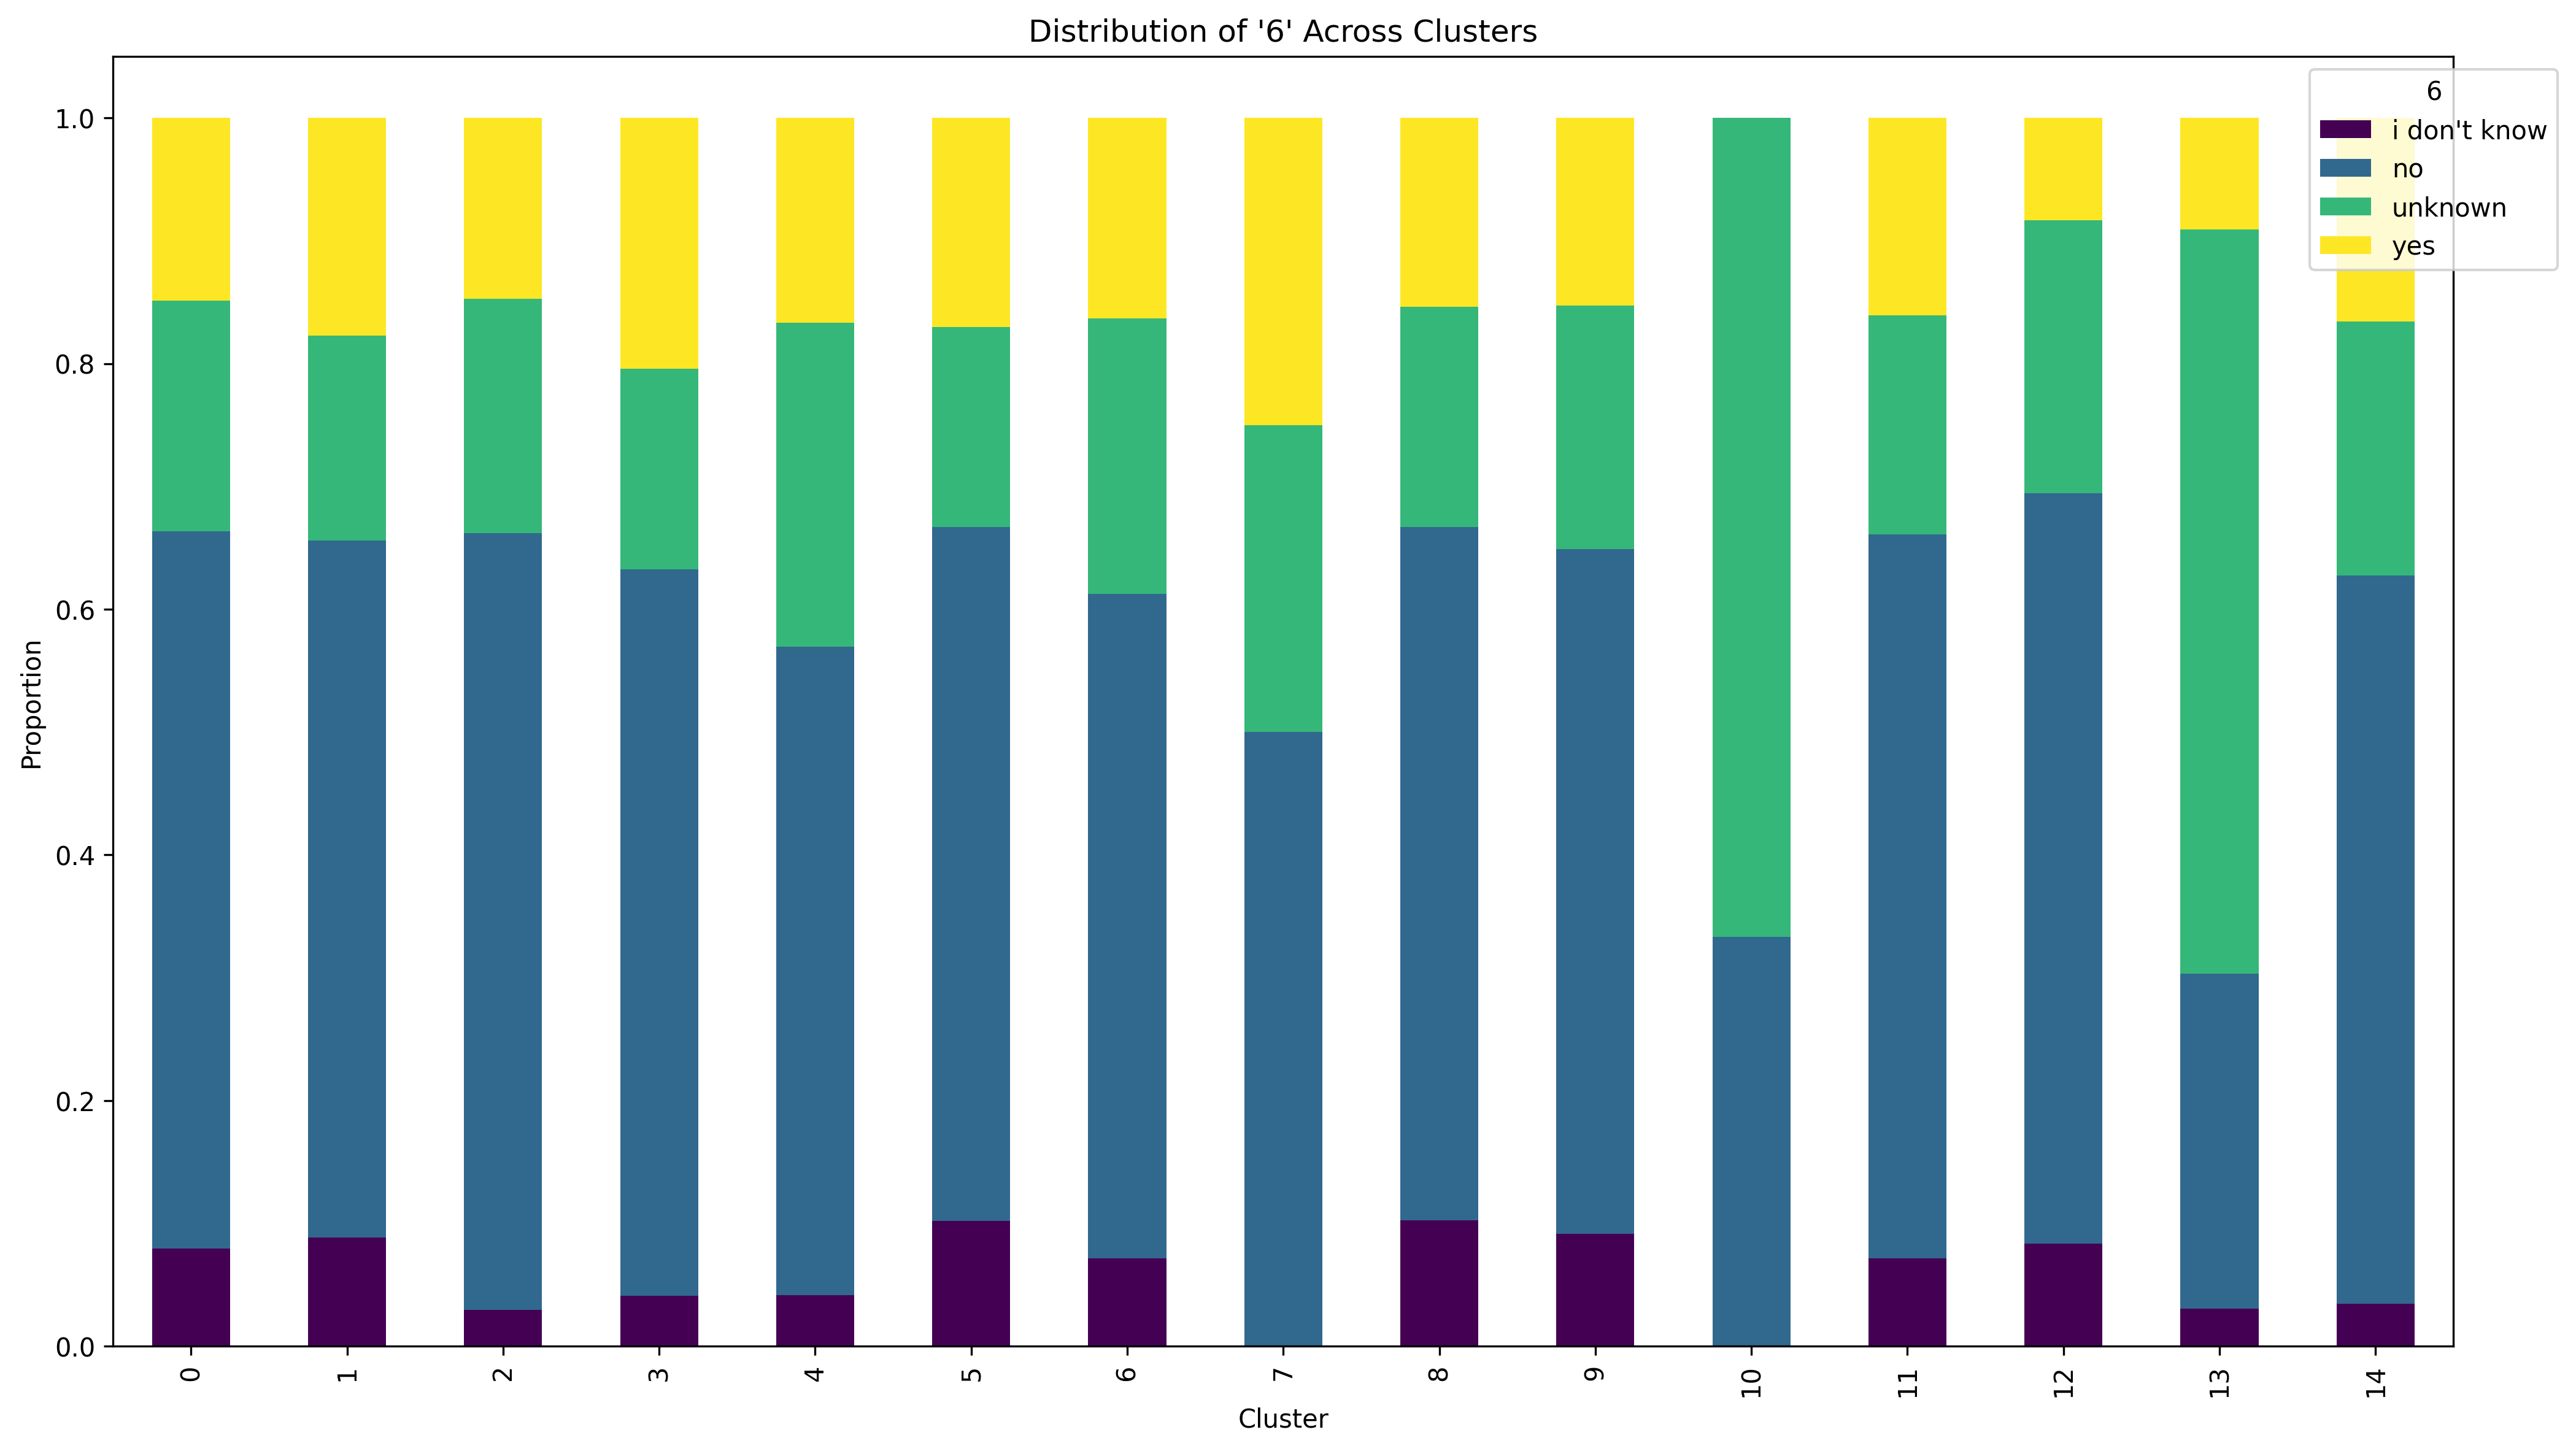 Distribution of '6' Across Clusters
6
i don't know
no
unknown
yes
1.0
0.8
0.6
0.4
0.2
0.0
Proportion
0 1 2 3 4 5 6 7 8 9 10 11 12 13 14
Cluster